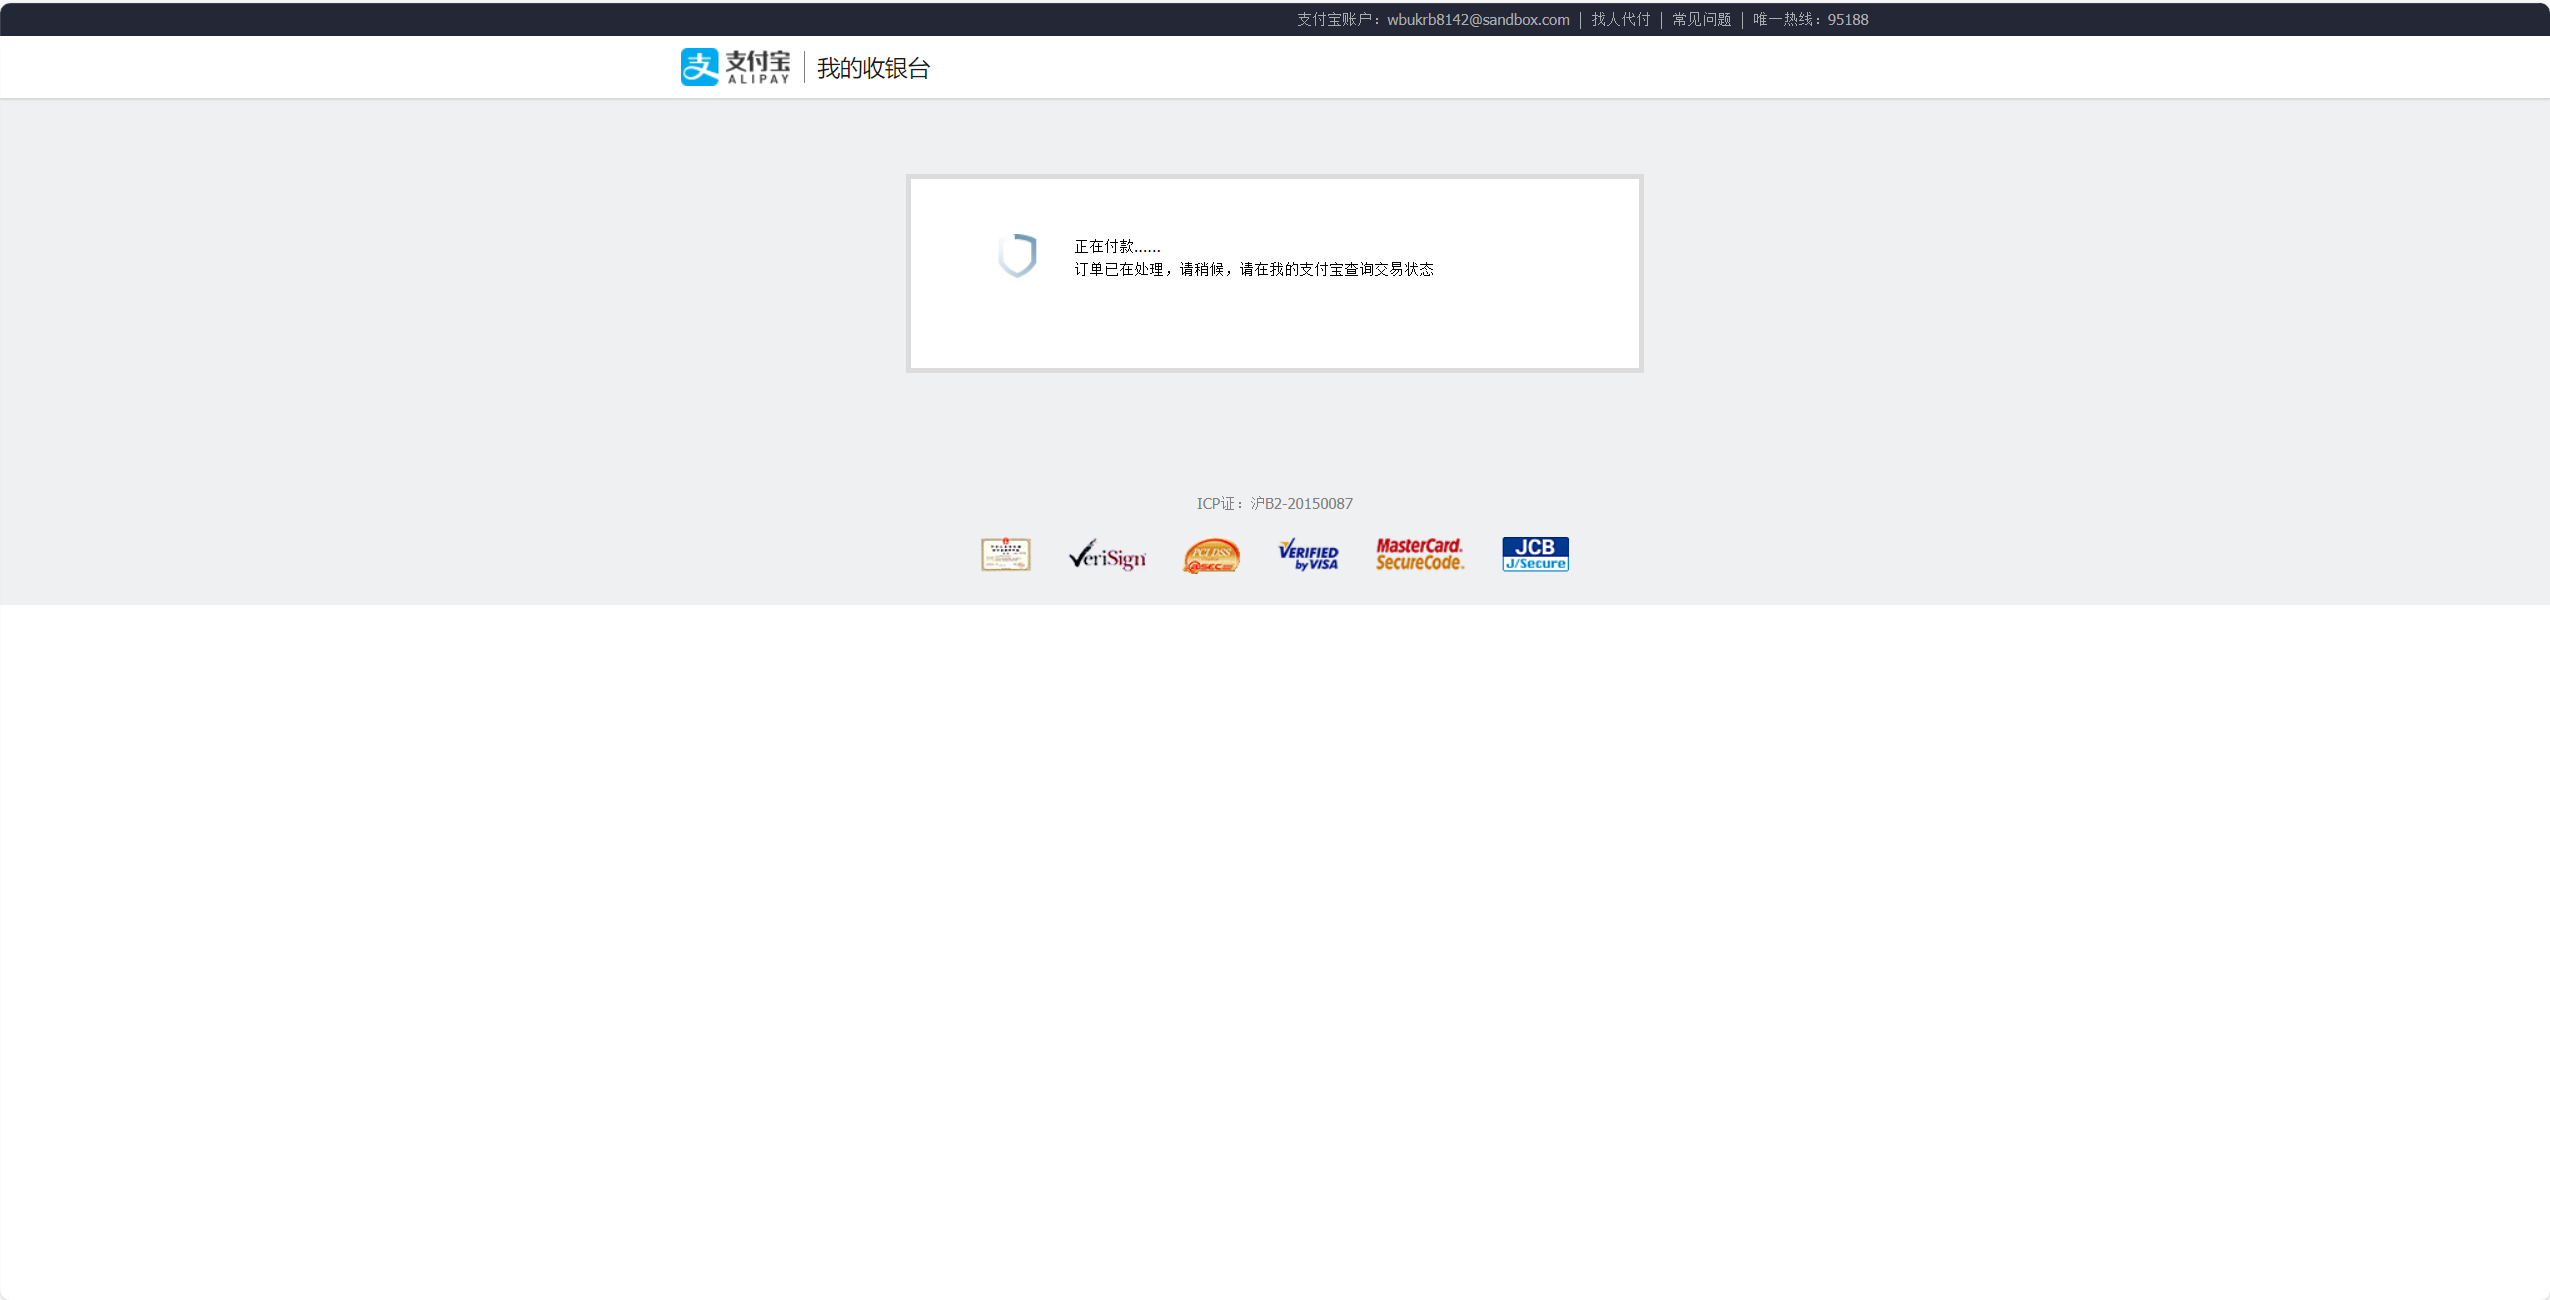 支付宝账户：wbukrb8142@sandbox.com | 找人代付 | 常见问题 | 唯一热线：95188
支 支付宝 ALIPAY | 我的收银台
正在付款......
订单已在处理，请稍候，请在我的支付宝查询交易状态
ICP证：沪B2-20150087
VeriSign
@SEC
VERIFIED by VISA
MasterCard. SecureCode.
JCB J/Secure